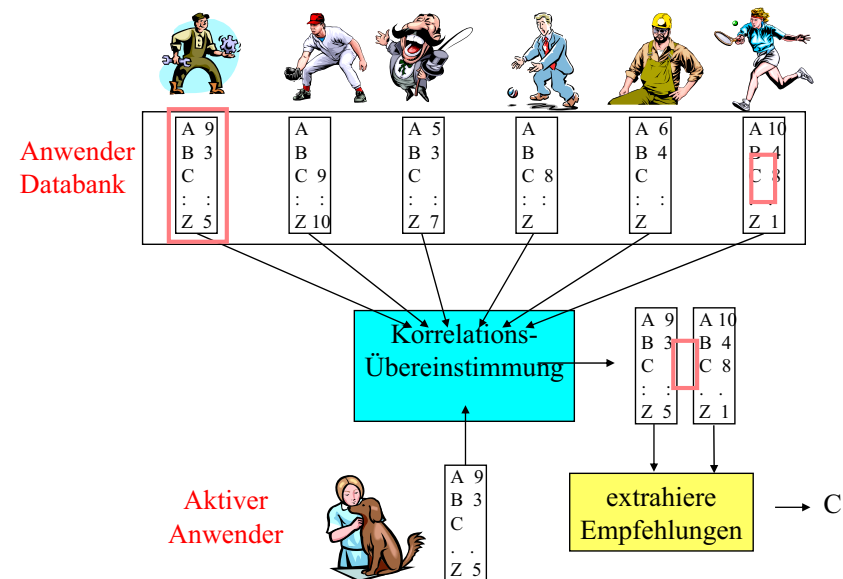 Anwender
Databank
A 9
B 3
C
: :
Z 5
A
B
C 9
: :
Z 10
A 5
B 3
C
: :
Z 7
A
B
C 8
: :
Z
A 6
B 4
C
: :
Z
A 10
B 4
C 8
. .
Z 1
Korrelations-
Übereinstimmung
A 9
B 3
C
: :
Z 5
A 10
B 4
C 8
. .
Z 1
Aktiver
Anwender
A 9
B 3
C
. .
Z 5
extrahiere
Empfehlungen
C